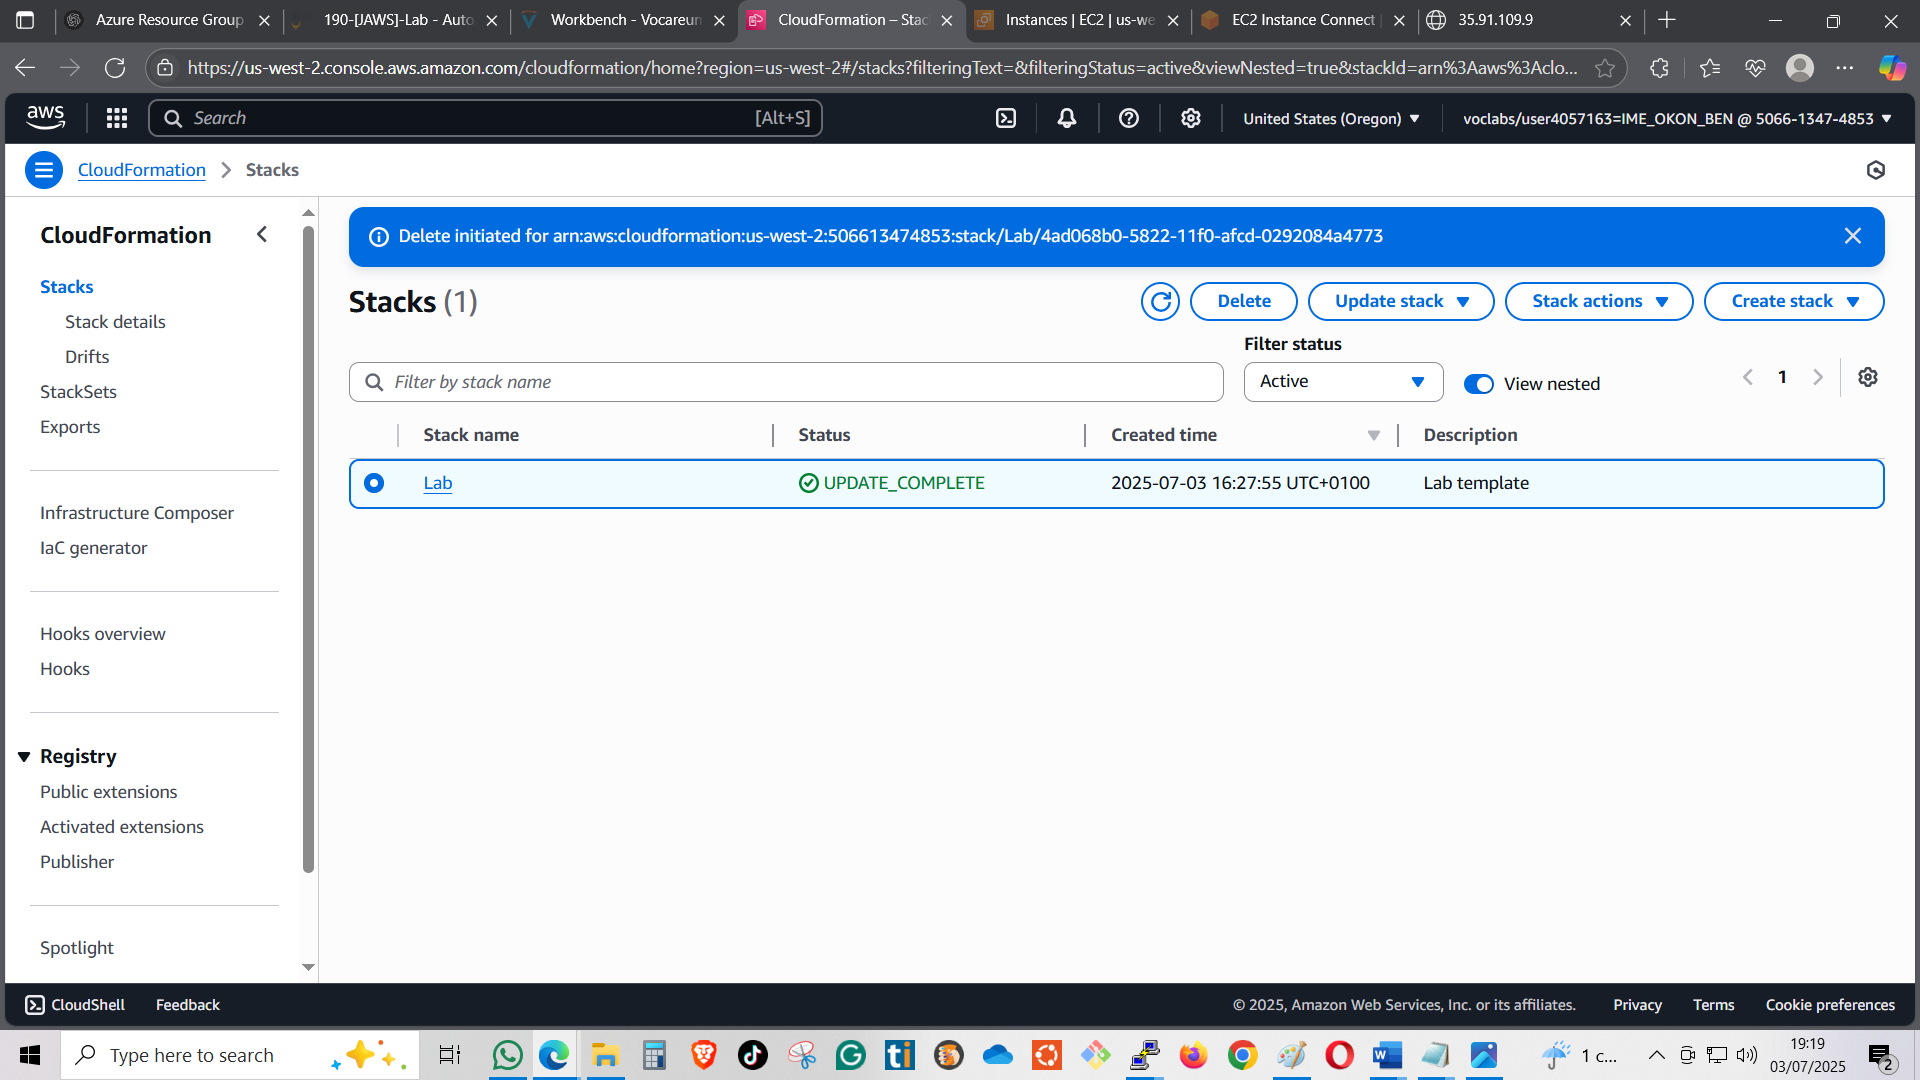 Azure Resource Group
190-[JAWS]-Lab - Auto
Workbench - Vocareum
CloudFormation – Stac
Instances | EC2 | us-we
EC2 Instance Connect
35.91.109.9
https://us-west-2.console.aws.amazon.com/cloudformation/home?region=us-west-2#/stacks?filteringText=&filteringStatus=active&viewNested=true&stackId=arn%3Aaws%3Aclo...
aws
Search
[Alt+S]
United States (Oregon)
voclabs/user4057163=IME_OKON_BEN @ 5066-1347-4853
CloudFormation
Stacks
CloudFormation
Stacks
Stack details
Drifts
StackSets
Exports
Infrastructure Composer
IaC generator
Hooks overview
Hooks
Registry
Public extensions
Activated extensions
Publisher
Spotlight
Delete initiated for arn:aws:cloudformation:us-west-2:506613474853:stack/Lab/4ad068b0-5822-11f0-afcd-0292084a4773
Stacks (1)
Delete
Update stack
Stack actions
Create stack
Filter status
Filter by stack name
Active
View nested
1
Stack name
Status
Created time
Description
Lab
UPDATE_COMPLETE
2025-07-03 16:27:55 UTC+0100
Lab template
CloudShell
Feedback
© 2025, Amazon Web Services, Inc. or its affiliates.
Privacy
Terms
Cookie preferences
Type here to search
1 c...
19:19
03/07/2025
2